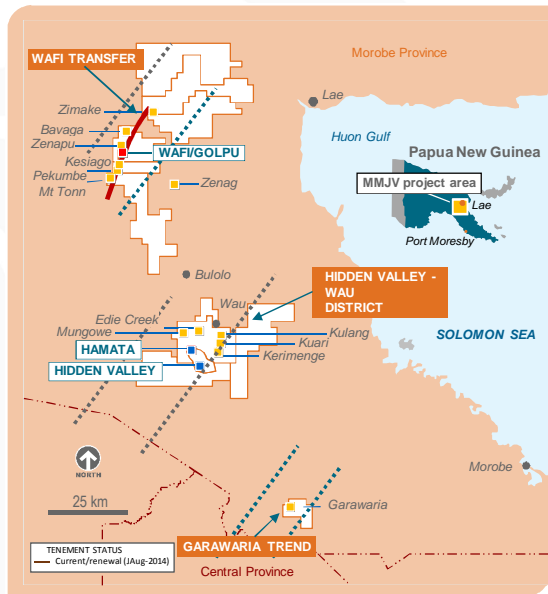 Morobe Province
WAFI TRANSFER
Lae
Zimake
Bavaga
Huon Gulf
Zenapu
WAFI/GOLPU
Papua New Guinea
Kesiago
Pekumbe
Mt Tonn
Zenag
MMJV project area
Lae
Port Moresby
Bulolo
HIDDEN VALLEY -
WAU
DISTRICT
Wau
Edie Creek
Mungowe
Kulang
SOLOMON SEA
HAMATA
Kuari
Kerimenge
HIDDEN VALLEY
NORTH
Morobe
25 km
Garawaria
TENEMENT STATUS
Current/renewal (JAug-2014)
GARAWARIA TREND
Central Province